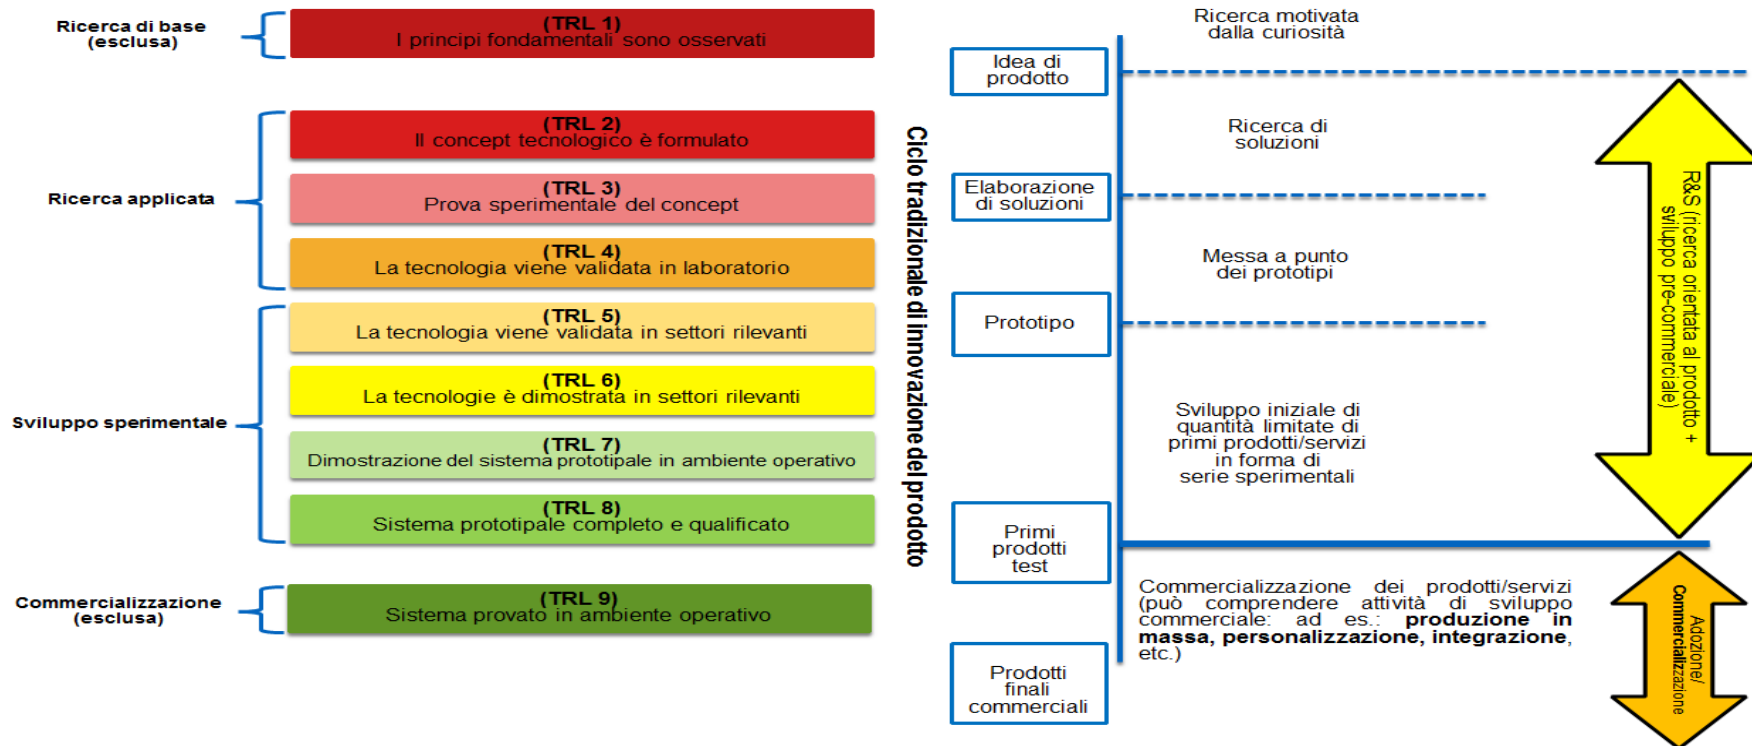 Ricerca di base
(esclusa)
(TRL 1)
I principi fondamentali sono osservati
Ricerca applicata
(TRL 2)
Il concept tecnologico è formulato
(TRL 3)
Prova sperimentale del concept
(TRL 4)
La tecnologia viene validata in laboratorio
Sviluppo sperimentale
(TRL 5)
La tecnologia viene validata in settori rilevanti
(TRL 6)
La tecnologie è dimostrata in settori rilevanti
(TRL 7)
Dimostrazione del sistema prototipale in ambiente operativo
(TRL 8)
Sistema prototipale completo e qualificato
Commercializzazione
(esclusa)
(TRL 9)
Sistema provato in ambiente operativo
Ciclo tradizionale di innovazione del prodotto
Idea di
prodotto
Elaborazione
di soluzioni
Prototipo
Primi
prodotti
test
Prodotti
finali
commerciali
Ricerca motivata
dalla curiosità
Ricerca di
soluzioni
Messa a punto
dei prototipi
Sviluppo iniziale di
quantità limitate di
primi prodotti/servizi
in forma di
serie sperimentali
Commercializzazione dei prodotti/servizi
(può comprendere attività di sviluppo
commerciale: ad es.: produzione in
massa, personalizzazione, integrazione,
etc.)
R&S (ricerca orientata al prodotto +
sviluppo pre-commerciale)
Adozione/
Commercializzazione